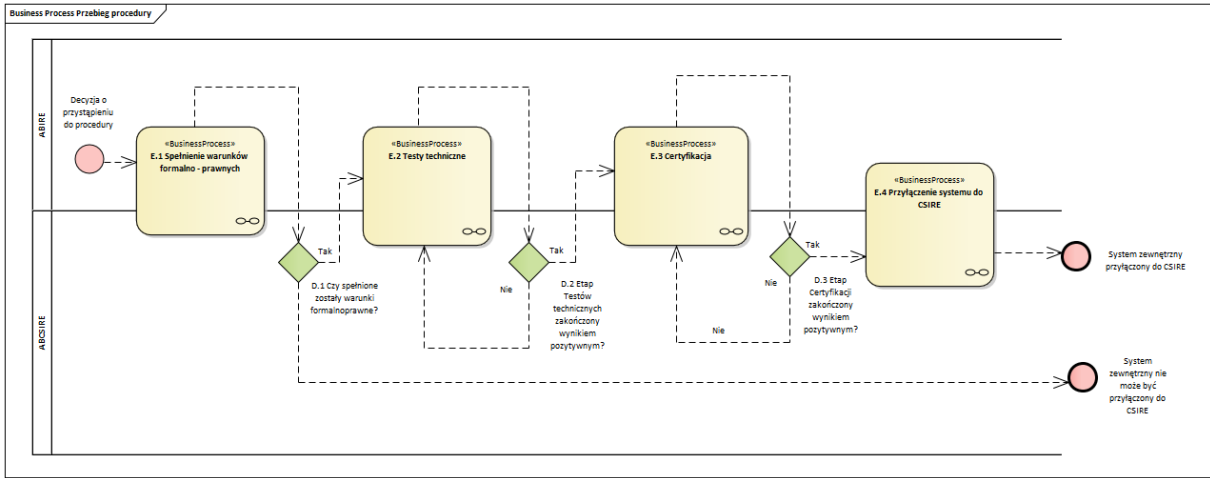 Business Process Przebieg procedury
ABIRE
Decyzja o
przystąpieniu
do procedury
«BusinessProcess»
E.1 Spełnienie warunków
formalno - prawnych
«BusinessProcess»
E.2 Testy techniczne
«BusinessProcess»
E.3 Certyfikacja
«BusinessProcess»
E.4 Przyłączenie systemu do
CSIRE
ABCSIRE
Tak
D.1 Czy spełnione
zostały warunki
formalnoprawne?
Tak
Nie
D.2 Etap
Testów
technicznych
zakończony
wynikiem
pozytywnym?
Tak
Nie
Nie
D.3 Etap
Certyfikacji
zakończony
wynikiem
pozytywnym?
System zewnętrzny
przyłączony do CSIRE
System
zewnętrzny nie
może być
przyłączony do
CSIRE